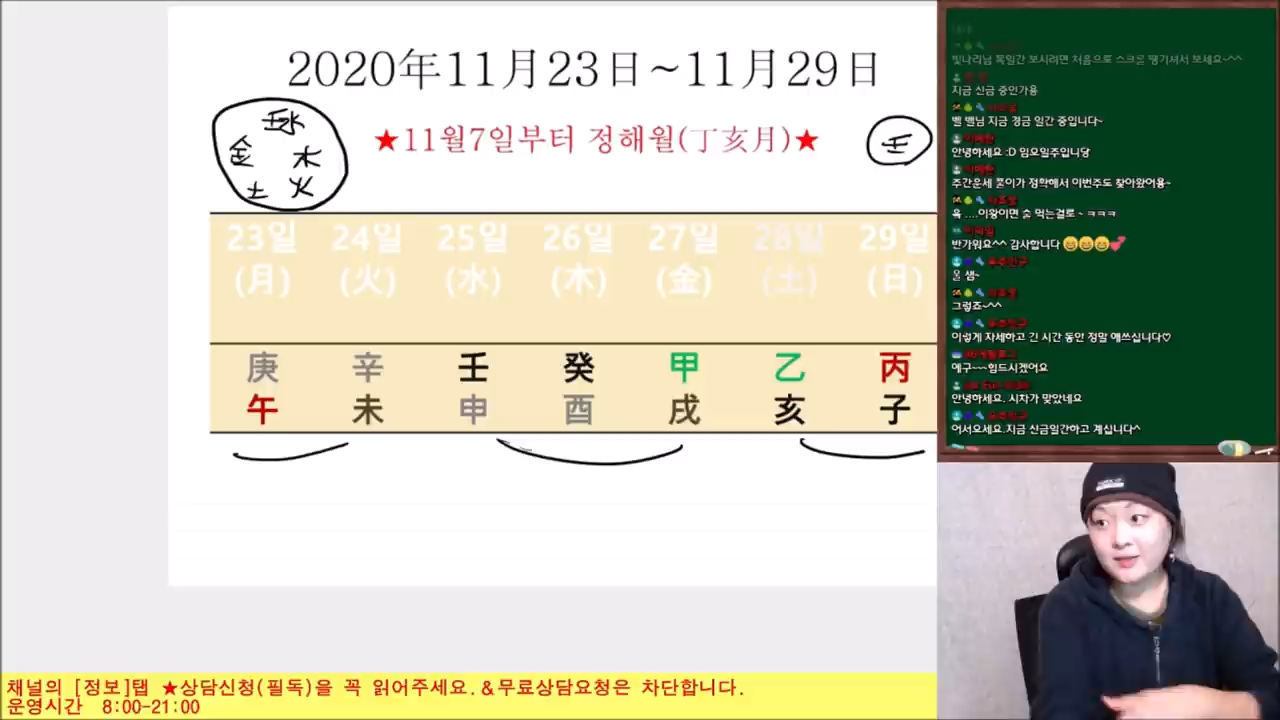 2020年11月23日~11月29日
★11월7일부터 정해월(丁亥月)★
壬水
金 木
土 火
壬
23일 24일 25일 26일 27일 28일 29일
(月) (火) (水) (木) (金) (土) (日)
庚 辛 壬 癸 甲 乙 丙
午 未 申 酉 戌 亥 子
빛나리님 목일간 보시려면 처음으로 스크롤 땡기셔서 보세요~^^
지금 신금 중인가용
벨 벨님 지금 경금 일간 중입니다~
안녕하세요 :D 임오일주입니당
주간운세 풀이가 정확해서 이번주도 찾아왔어용~
욕 ....이왕이면 숯 먹는걸로 ~ ㅋㅋㅋ
반가워요^^ 감사합니다 😄😄😄💕
울 샘~
그렇죠~^^
이렇게 자세하고 긴 시간 동안 정말 애쓰십니다♡
에구~~~힘드시겠어요
안녕하세요. 시차가 맞았네요
어서오세요.지금 신금일간하고 계십니다^
채널의 [정보]탭 ★상담신청(필독)을 꼭 읽어주세요.&무료상담요청은 차단합니다.
운영시간 8:00-21:00